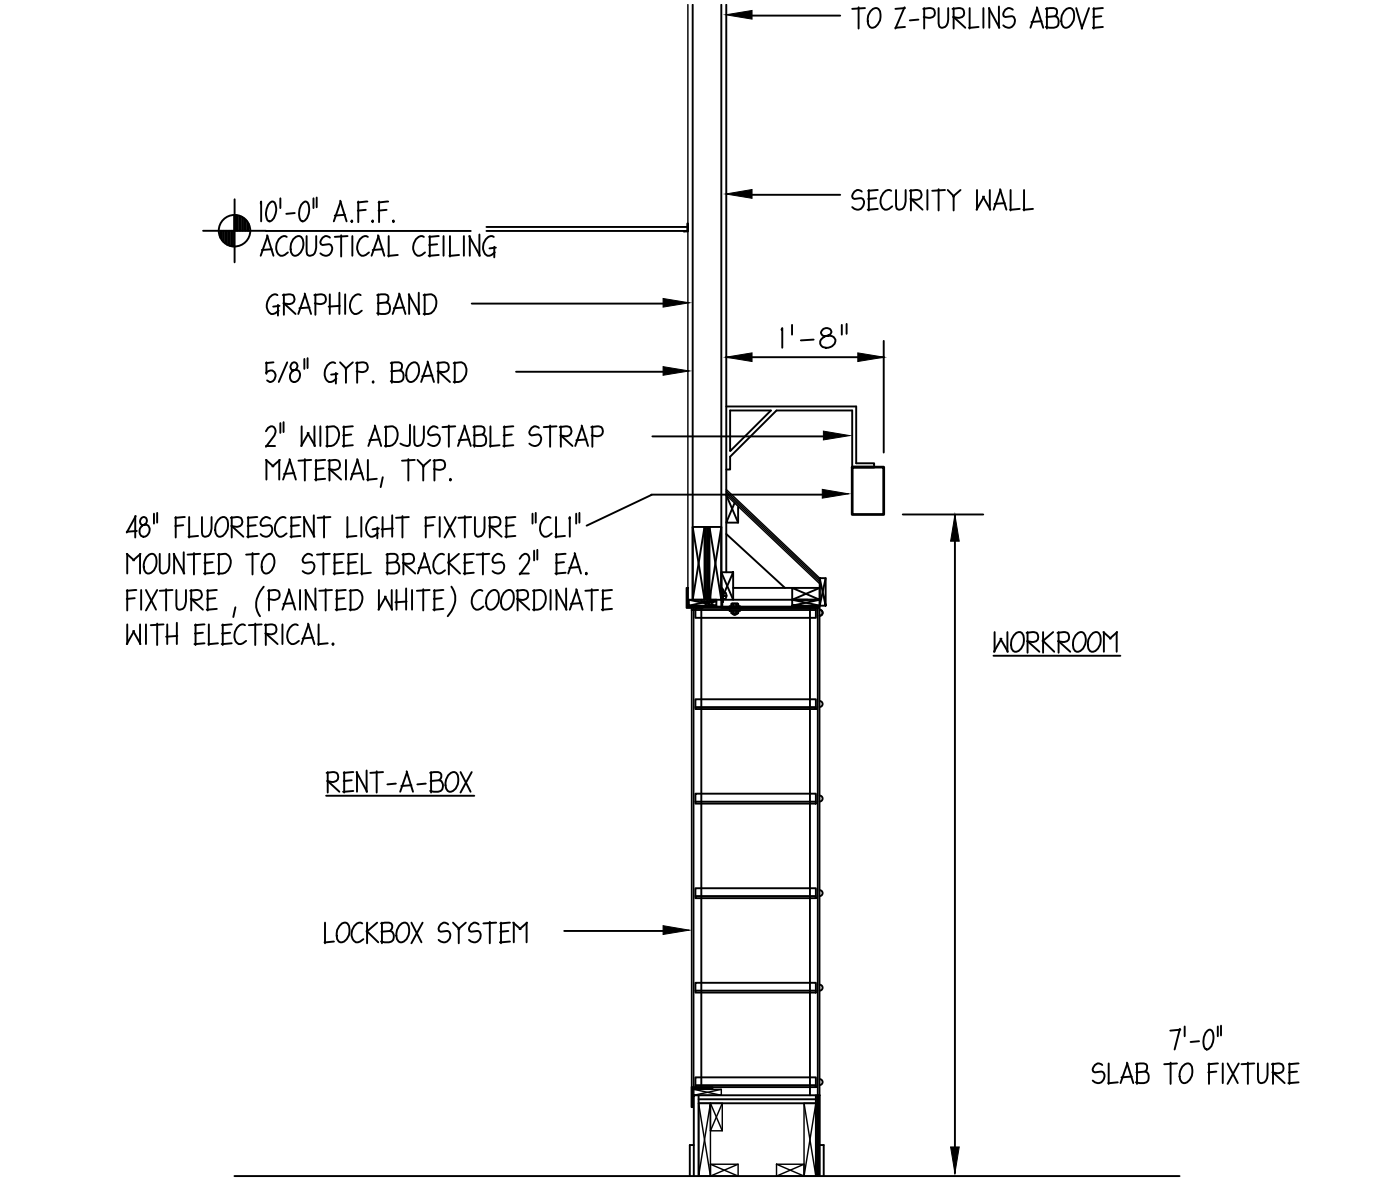 TO Z-PURLINS ABOVE
SECURITY WALL
10'-0" A.F.F.
ACOUSTICAL CEILING
GRAPHIC BAND
1'-8"
5/8" GYP. BOARD
2" WIDE ADJUSTABLE STRAP
MATERIAL, TYP.
48" FLUORESCENT LIGHT FIXTURE "CL1"
MOUNTED TO STEEL BRACKETS 2" EA.
FIXTURE , (PAINTED WHITE) COORDINATE
WITH ELECTRICAL.
WORKROOM
RENT-A-BOX
LOCKBOX SYSTEM
7'-0"
SLAB TO FIXTURE